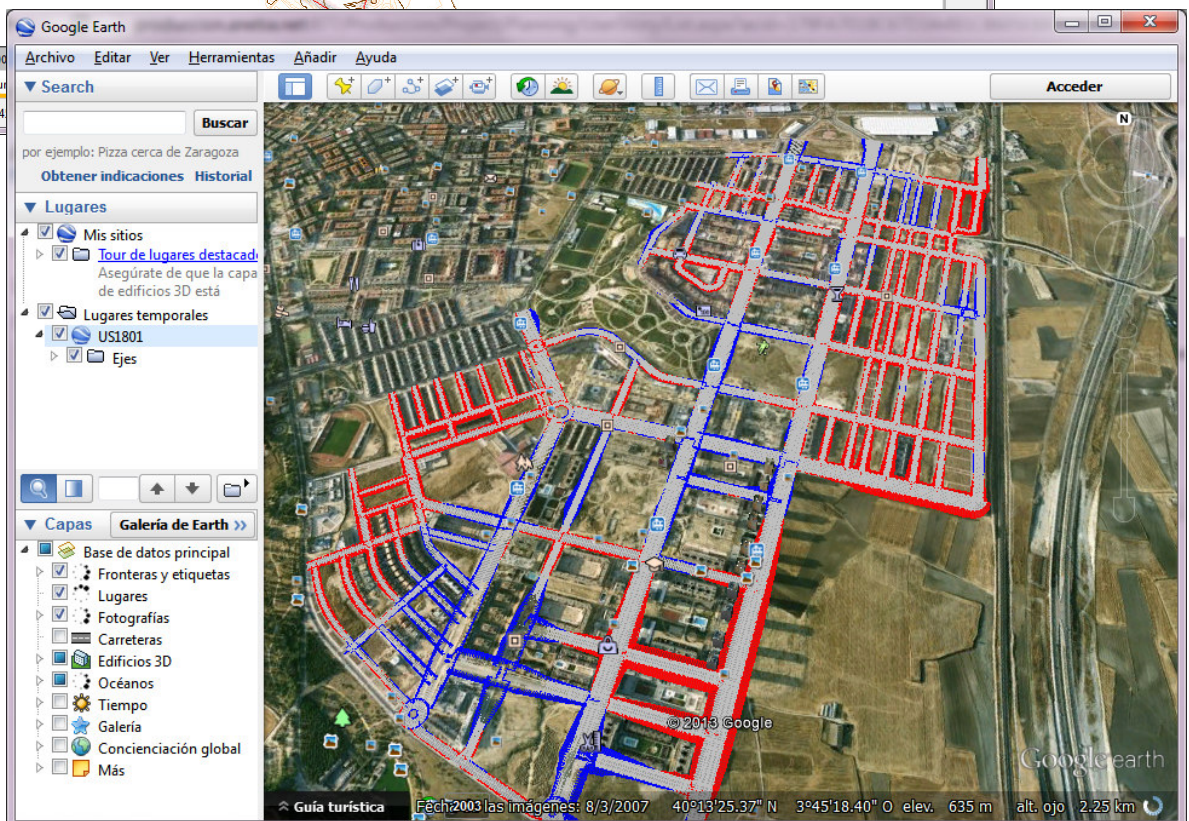 Google Earth
Archivo Editar Ver Herramientas Añadir Ayuda
▼ Search
Acceder
Buscar
por ejemplo: Pizza cerca de Zaragoza
Obtener indicaciones Historial
▼ Lugares
Mis sitios
Tour de lugares destacad
Asegúrate de que la capa
de edificios 3D está
Lugares temporales
US1801
Ejes
▼ Capas
Galería de Earth >>
Base de datos principal
Fronteras y etiquetas
Lugares
Fotografías
Carreteras
Edificios 3D
Océanos
Tiempo
Galería
Concienciación global
Más
N
© 2013 Google
Google earth
Guía turística
2003 las imágenes: 8/3/2007 40°13'25.37" N 3°45'18.40" O elev. 635 m alt. ojo 2.25 km